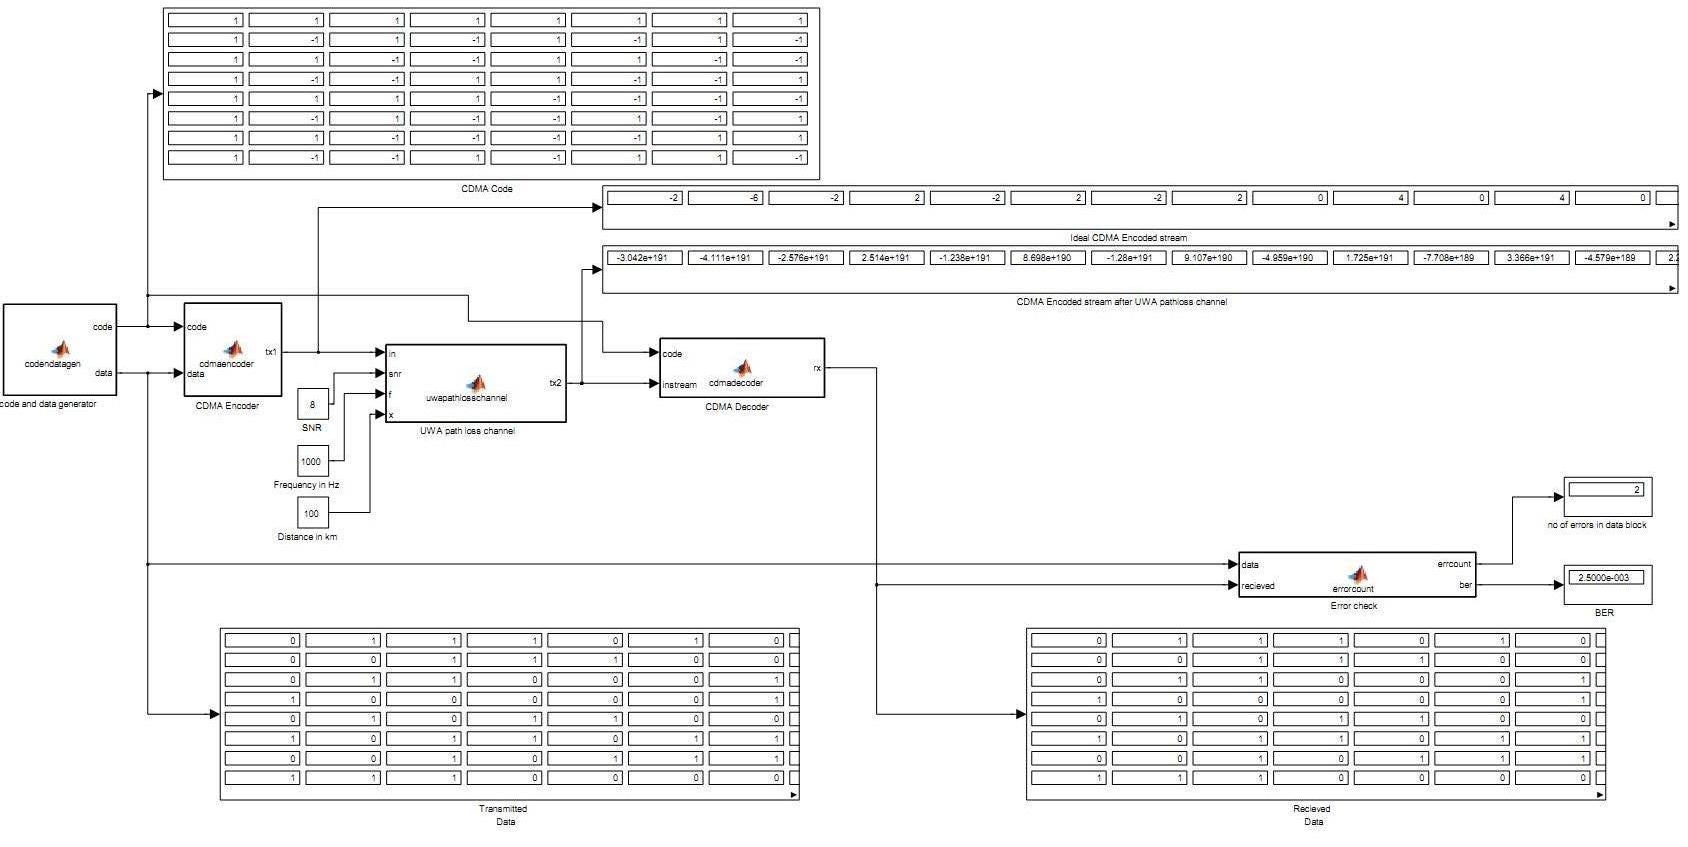 1 1 1 1 1 1 1 1
1 -1 1 -1 1 -1 1 -1
1 1 -1 -1 1 1 -1 -1
1 -1 -1 1 1 -1 -1 1
1 1 1 1 -1 -1 -1 -1
1 -1 1 -1 -1 1 -1 1
1 1 -1 -1 -1 -1 1 1
1 -1 -1 1 -1 1 1 -1
CDMA Code
-2 -6 -2 2 -2 2 -2 2 0 4 0 4 0
Ideal CDMA Encoded stream
-3.042e+191 -4.111e+191 -2.576e+191 2.514e+191 -1.238e+191 8.698e+190 -1.28e+191 9.107e+190 -4.959e+190 1.725e+191 -7.708e+189 3.366e+191 -4.579e+189
CDMA Encoded stream after UWA pathloss channel
code
codendatagen
data
code and data generator
code
tx1
cdmaencoder
data
CDMA Encoder
in
snr
f
x
tx2
uwapathlosschannel
UWA path loss channel
8
SNR
1000
Frequency in Hz
100
Distance in km
code
rx
cdmadecoder
instream
CDMA Decoder
2
no of errors in data block
data
errcount
recieved
ber
errorcount
Error check
2.5000e-003
BER
0 1 1 1 0 1 0
0 0 1 1 1 0 0
0 1 1 0 0 0 1
1 0 0 0 0 0 1
0 1 0 1 1 0 0
1 0 1 1 0 1 1
0 0 1 0 1 1 1
1 1 1 0 0 0 0
Transmitted
Data
0 1 1 1 0 1 0
0 0 1 1 1 0 0
0 1 1 0 0 0 1
1 0 0 0 0 0 1
0 1 0 1 1 0 0
1 0 1 1 0 1 1
0 0 1 0 1 1 1
1 1 1 0 0 0 0
Recieved
Data